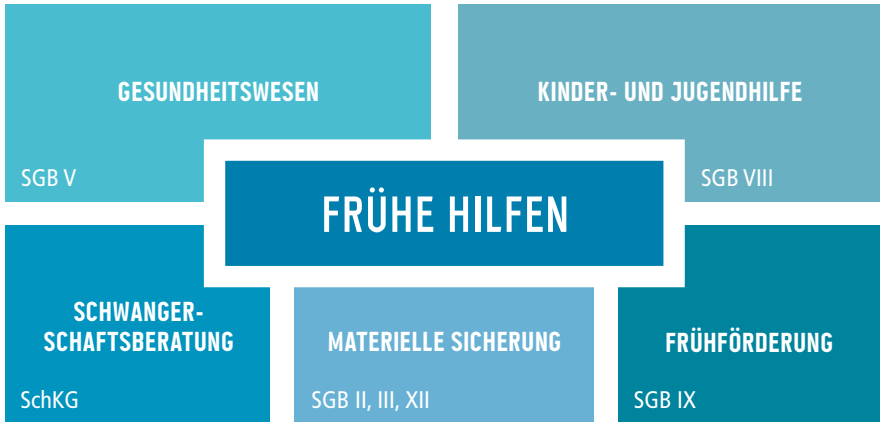 GESUNDHEITSWESEN
SGB V
KINDER- UND JUGENDHILFE
SGB VIII
FRÜHE HILFEN
SCHWANGER-
SCHAFTSBERATUNG
SchKG
MATERIELLE SICHERUNG
SGB II, III, XII
FRÜHFÖRDERUNG
SGB IX